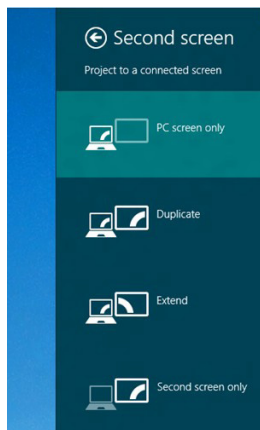 Second screen
Project to a connected screen
PC screen only
Duplicate
Extend
Second screen only